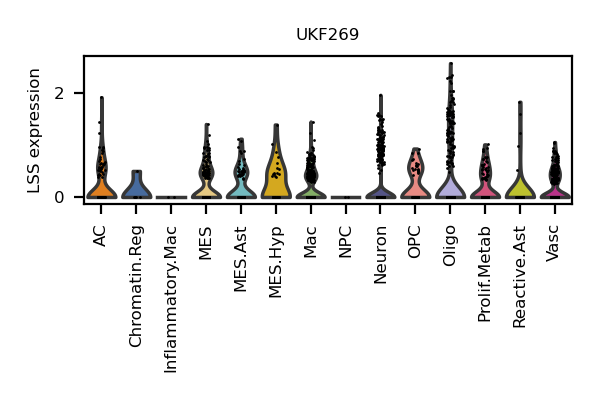 UKF269
LSS expression
2
0
AC
Chromatin.Reg
Inflammatory.Mac
MES
MES.Ast
MES.Hyp
Mac
NPC
Neuron
OPC
Oligo
Prolif.Metab
Reactive.Ast
Vasc